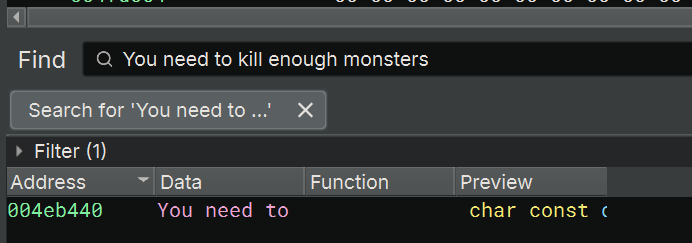 Find
You need to kill enough monsters
Search for 'You need to ...'
Filter (1)
Address Data Function Preview
004eb440 You need to char const